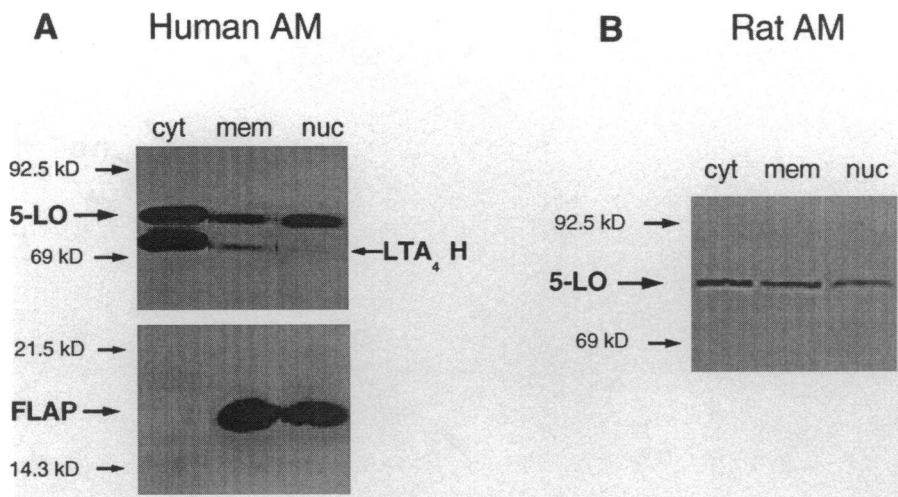 A Human AM
cyt mem nuc
92.5 kD
5-LO
69 kD
LTA4 H
21.5 kD
FLAP
14.3 kD
B Rat AM
cyt mem nuc
92.5 kD
5-LO
69 kD